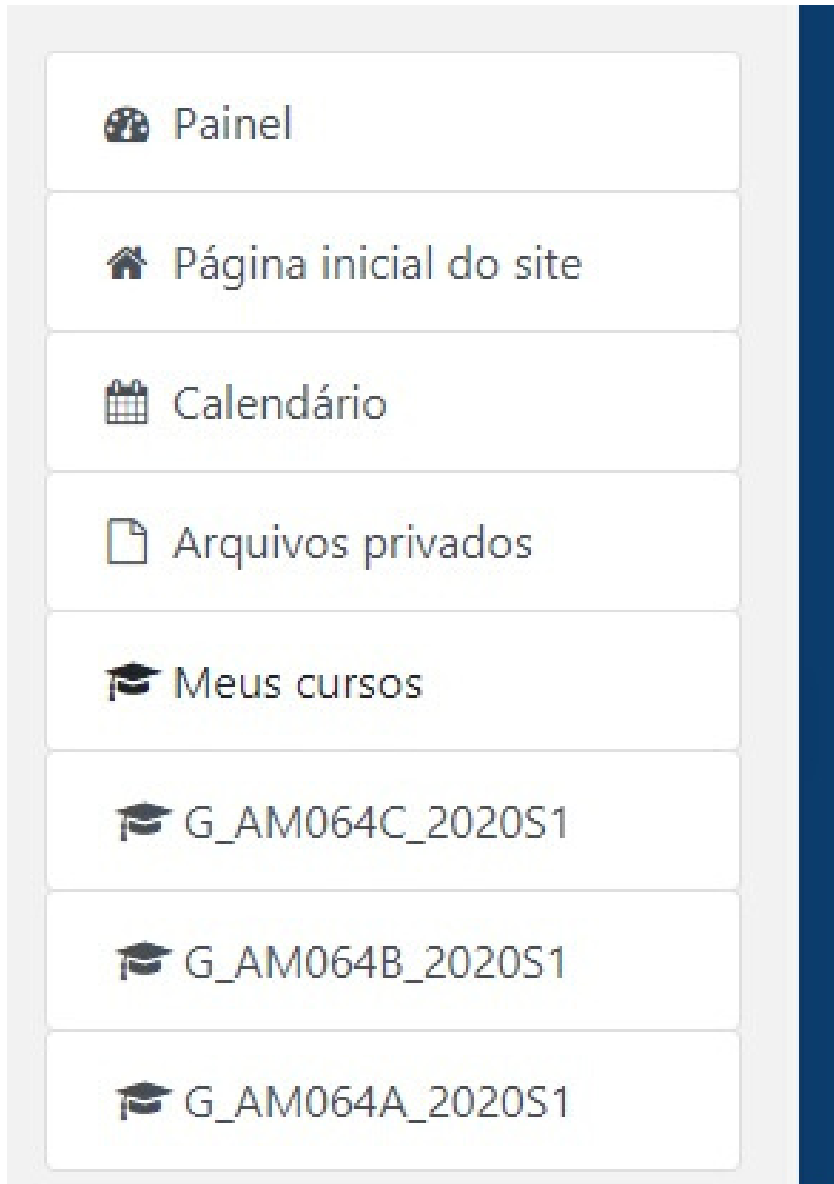 Painel
Página inicial do site
Calendário
Arquivos privados
Meus cursos
G_AM064C_2020S1
G_AM064B_2020S1
G_AM064A_2020S1